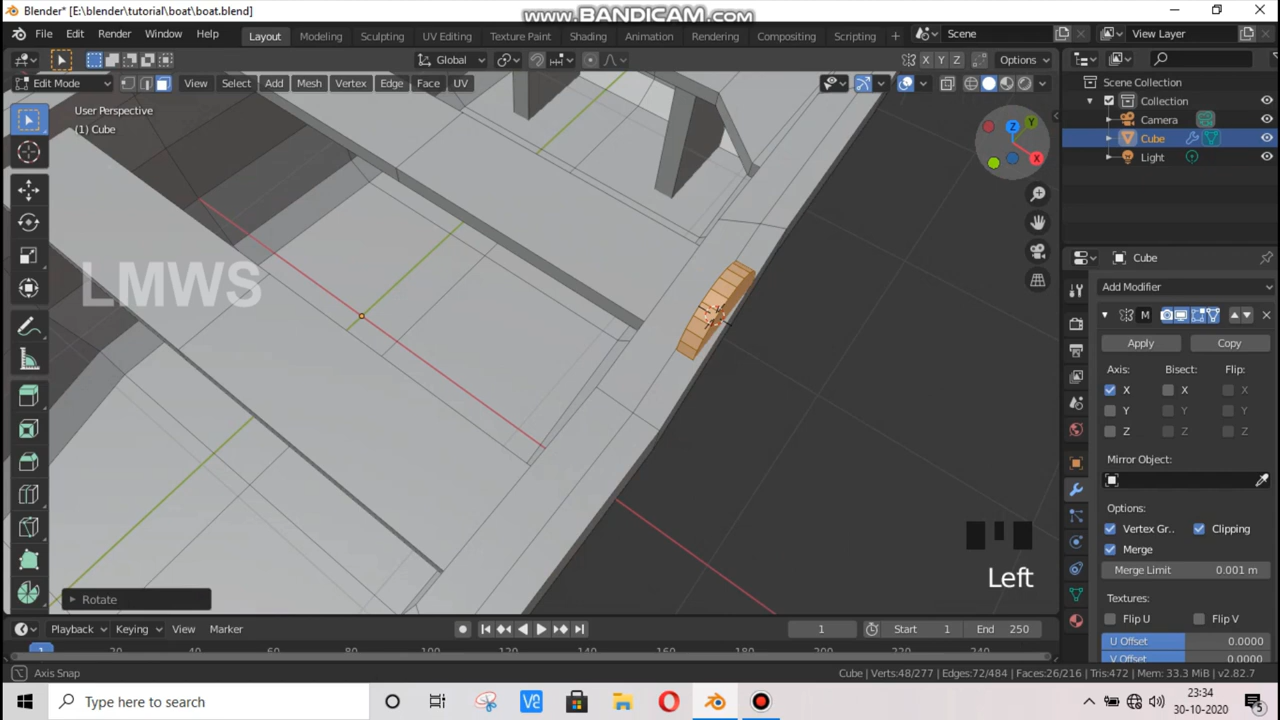 Blender* [E:\blender\tutorial\boat\boat.blend]
www.BANDICAM.com
File Edit Render Window Help Layout Modeling Sculpting UV Editing Texture Paint Shading Animation Rendering Compositing Scripting + Scene View Layer
Global X Y Z Options
Edit Mode View Select Add Mesh Vertex Edge Face UV
User Perspective
(1) Cube
Z Y X
LMWS
Left
Rotate
Scene Collection
Collection
Camera
Cube
Light
Cube
Add Modifier
M
Apply Copy
Axis: Bisect: Flip:
X X X
Y Y Y
Z Z Z
Mirror Object:
Options:
Vertex Gr.. Clipping
Merge
Merge Limit 0.001 m
Textures:
Flip U Flip V
U Offset 0.0000
V Offset 0.0000
Playback Keying View Marker 1 Start 1 End 250
Axis Snap Cube | Verts:48/277 | Edges:72/484 | Faces:26/216 | Tris:472 | Mem: 33.3 MiB | v2.82.7
Type here to search
23:34
30-10-2020
5